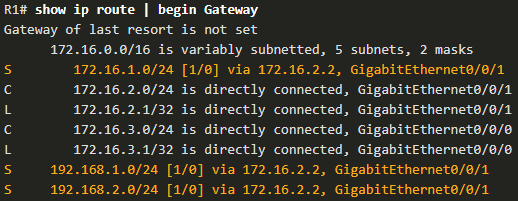 R1# show ip route | begin Gateway
Gateway of last resort is not set
      172.16.0.0/16 is variably subnetted, 5 subnets, 2 masks
S        172.16.1.0/24 [1/0] via 172.16.2.2, GigabitEthernet0/0/1
C        172.16.2.0/24 is directly connected, GigabitEthernet0/0/1
L        172.16.2.1/32 is directly connected, GigabitEthernet0/0/1
C        172.16.3.0/24 is directly connected, GigabitEthernet0/0/0
L        172.16.3.1/32 is directly connected, GigabitEthernet0/0/0
S     192.168.1.0/24 [1/0] via 172.16.2.2, GigabitEthernet0/0/1
S     192.168.2.0/24 [1/0] via 172.16.2.2, GigabitEthernet0/0/1